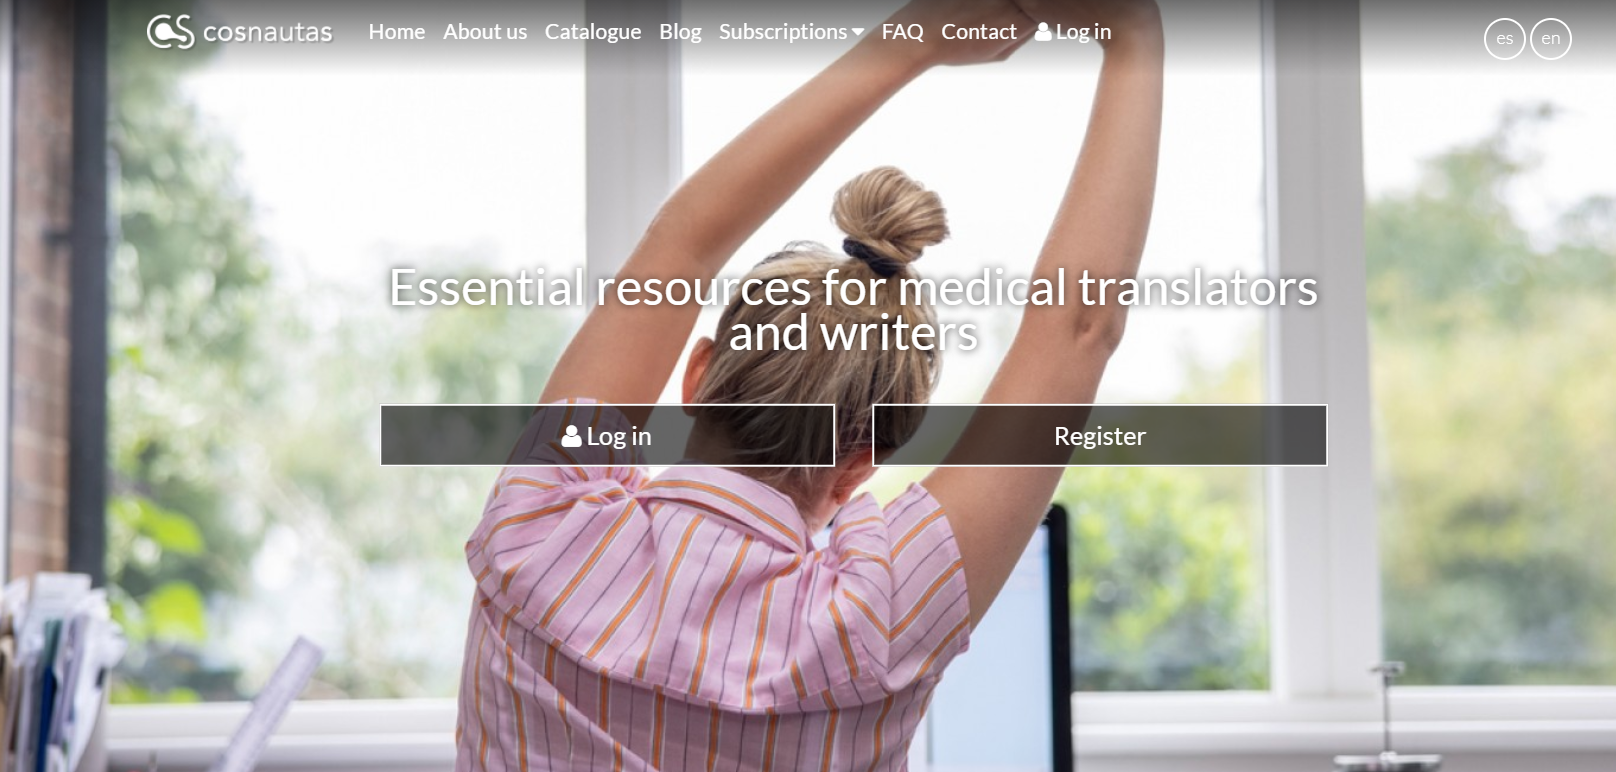 cosnautas
Home About us Catalogue Blog Subscriptions FAQ Contact Log in
es en
Essential resources for medical translators
and writers
Log in
Register